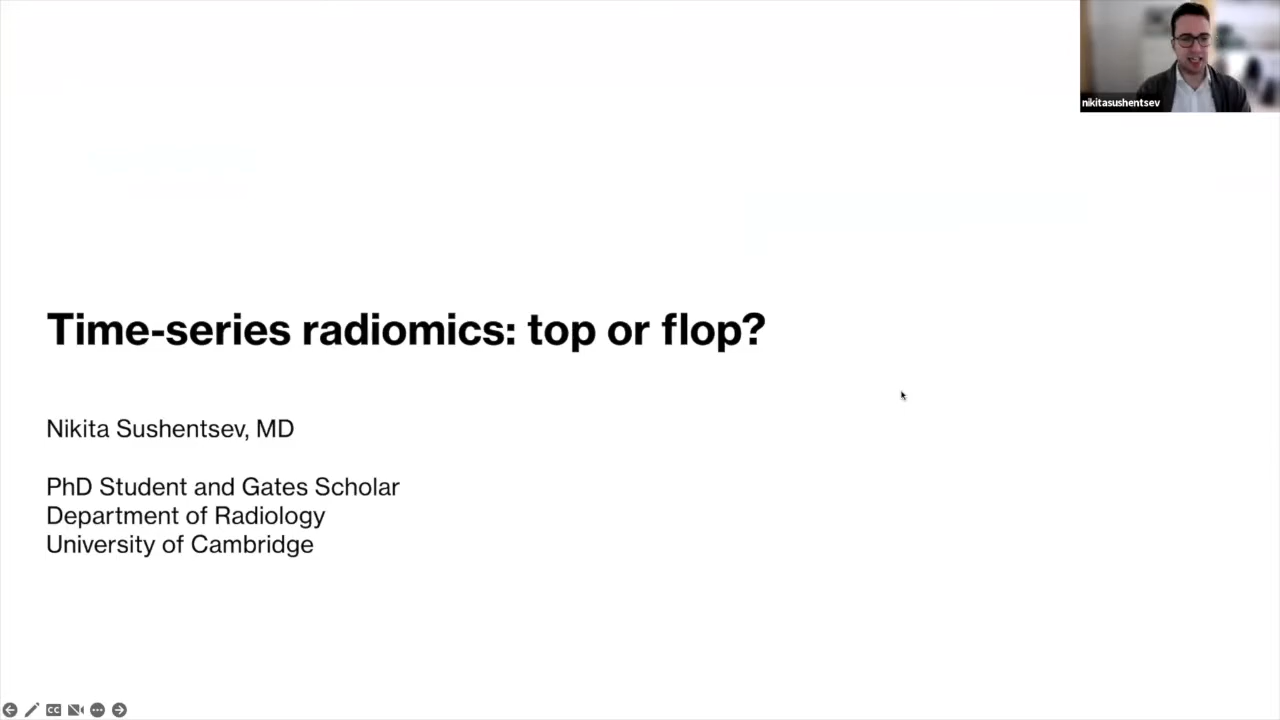 nikitasushentsev
Time-series radiomics: top or flop?
Nikita Sushentsev, MD
PhD Student and Gates Scholar
Department of Radiology
University of Cambridge
CC